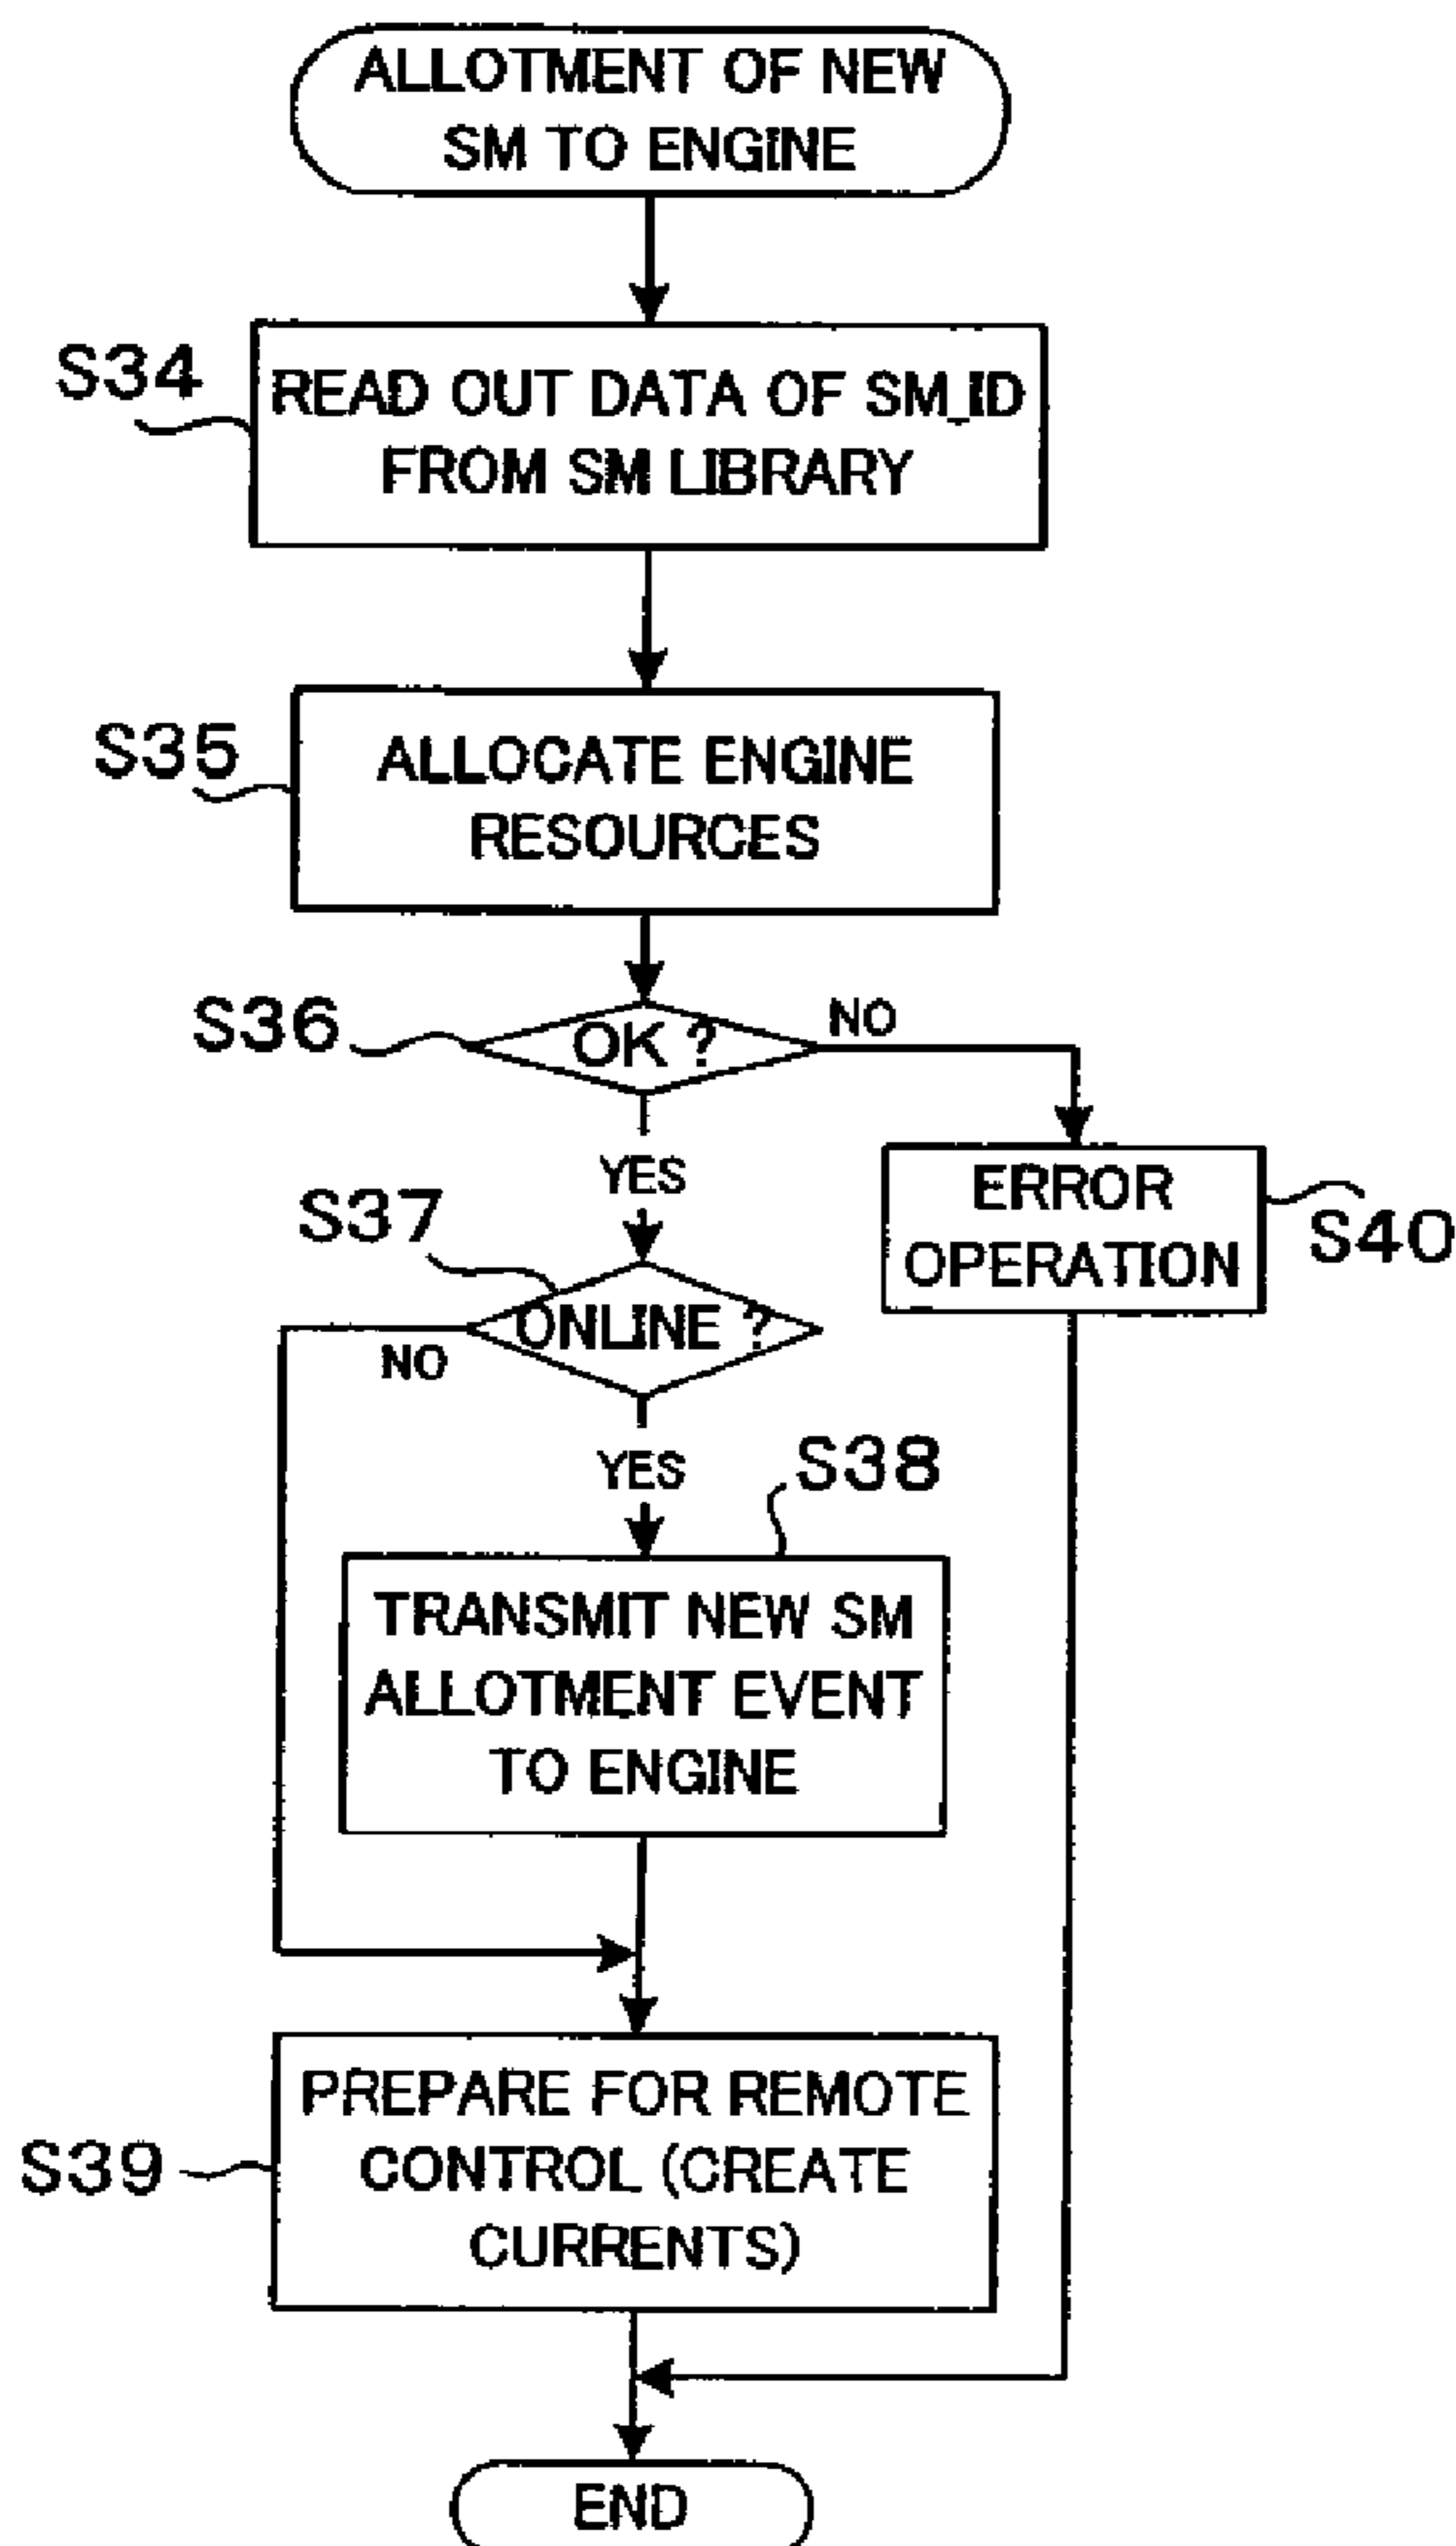 ALLOTMENT OF NEW
SM TO ENGINE
S34
READ OUT DATA OF SM_ID
FROM SM LIBRARY
S35
ALLOCATE ENGINE
RESOURCES
S36
OK ?
NO
YES
ERROR
OPERATION
S40
S37
ONLINE ?
NO
YES
S38
TRANSMIT NEW SM
ALLOTMENT EVENT
TO ENGINE
S39
PREPARE FOR REMOTE
CONTROL (CREATE
CURRENTS)
END